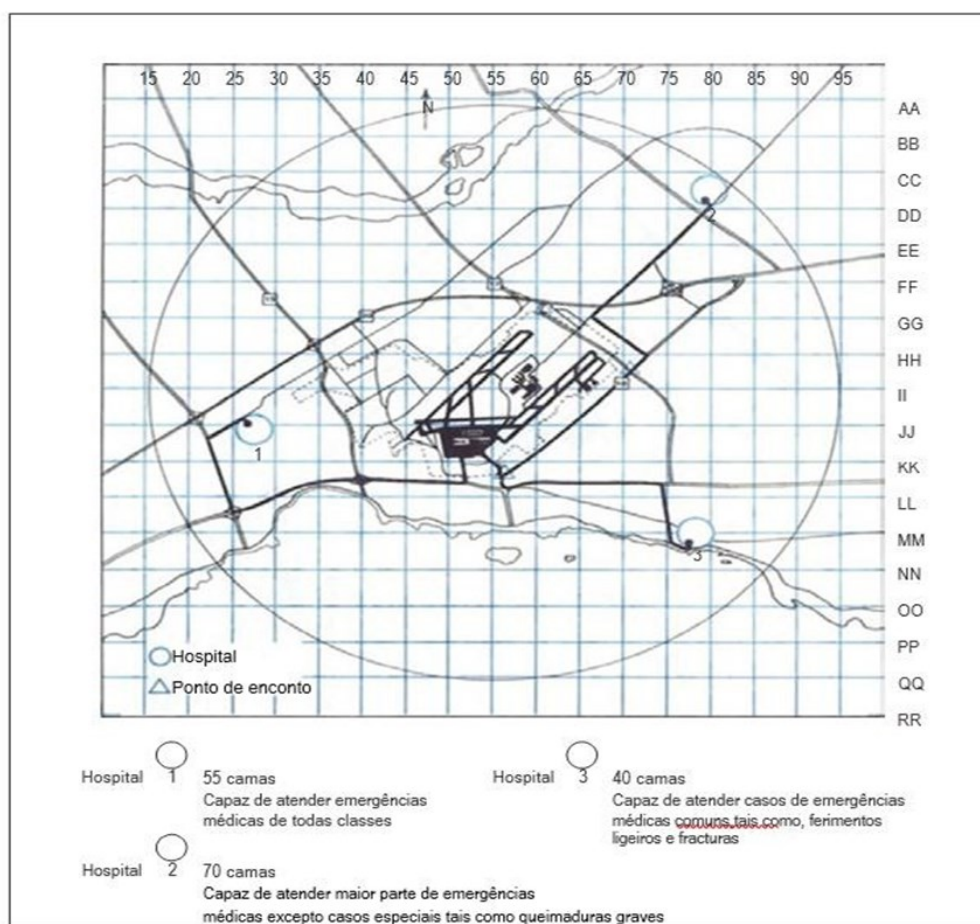 15 20 25 30 35 40 45 50 55 60 65 70 75 80 85 90 95
N
AA
BB
CC
DD
2
EE
FF
GG
HH
II
JJ
1
KK
LL
MM
3
NN
OO
PP
QQ
RR
Hospital
Ponto de enconto
Hospital 1 55 camas
Capaz de atender emergências
médicas de todas classes
Hospital 3 40 camas
Capaz de atender casos de emergências
médicas comuns,tais como, ferimentos
ligeiros e fracturas
Hospital 2 70 camas
Capaz de atender maior parte de emergências
médicas excepto casos especiais tais como queimaduras graves